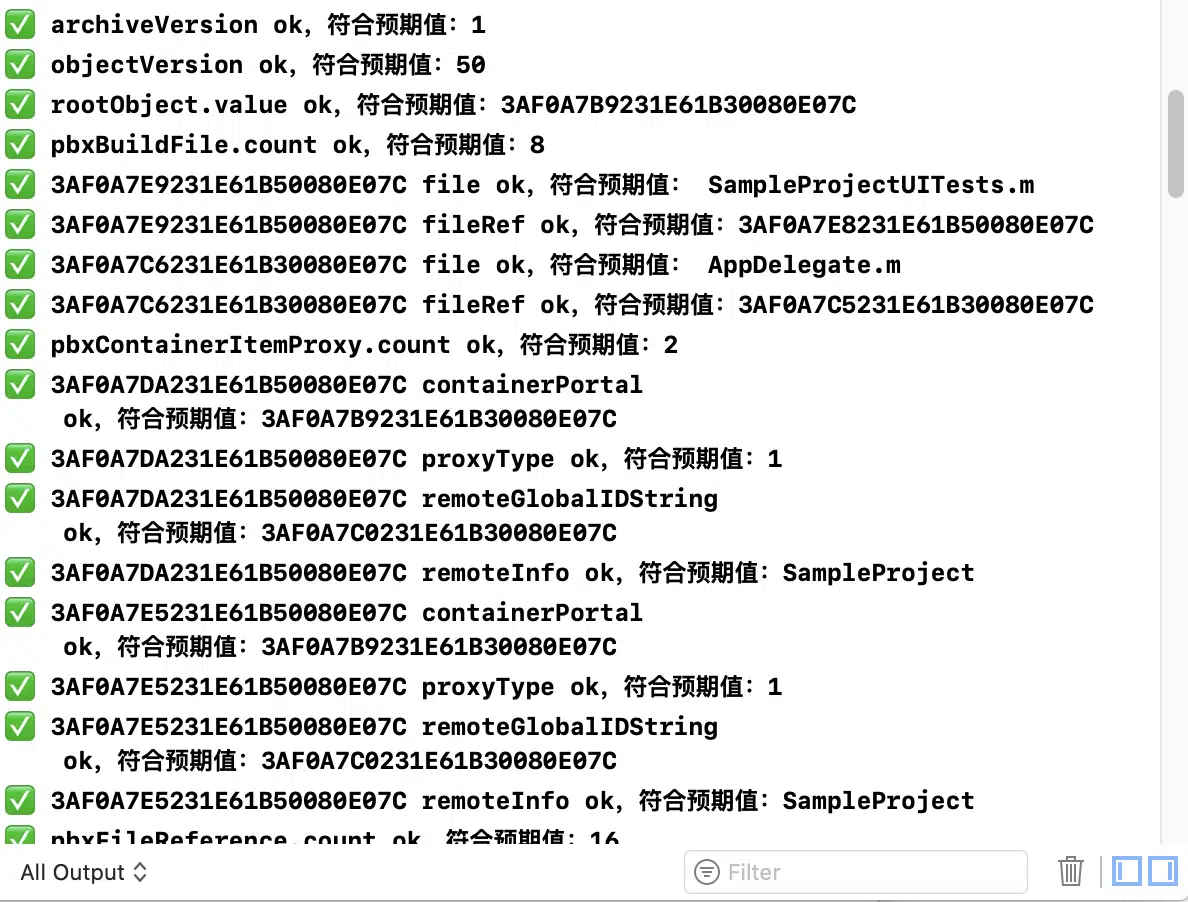 ✅ archiveVersion ok，符合预期值：1
✅ objectVersion ok，符合预期值：50
✅ rootObject.value ok，符合预期值：3AF0A7B9231E61B30080E07C
✅ pbxBuildFile.count ok，符合预期值：8
✅ 3AF0A7E9231E61B50080E07C file ok，符合预期值： SampleProjectUITests.m
✅ 3AF0A7E9231E61B50080E07C fileRef ok，符合预期值：3AF0A7E8231E61B50080E07C
✅ 3AF0A7C6231E61B30080E07C file ok，符合预期值： AppDelegate.m
✅ 3AF0A7C6231E61B30080E07C fileRef ok，符合预期值：3AF0A7C5231E61B30080E07C
✅ pbxContainerItemProxy.count ok，符合预期值：2
✅ 3AF0A7DA231E61B50080E07C containerPortal
ok，符合预期值：3AF0A7B9231E61B30080E07C
✅ 3AF0A7DA231E61B50080E07C proxyType ok，符合预期值：1
✅ 3AF0A7DA231E61B50080E07C remoteGlobalIDString
ok，符合预期值：3AF0A7C0231E61B30080E07C
✅ 3AF0A7DA231E61B50080E07C remoteInfo ok，符合预期值：SampleProject
✅ 3AF0A7E5231E61B50080E07C containerPortal
ok，符合预期值：3AF0A7B9231E61B30080E07C
✅ 3AF0A7E5231E61B50080E07C proxyType ok，符合预期值：1
✅ 3AF0A7E5231E61B50080E07C remoteGlobalIDString
ok，符合预期值：3AF0A7C0231E61B30080E07C
✅ 3AF0A7E5231E61B50080E07C remoteInfo ok，符合预期值：SampleProject
✅ pbxFileReference.count ok，符合预期值：16
All Output
Filter